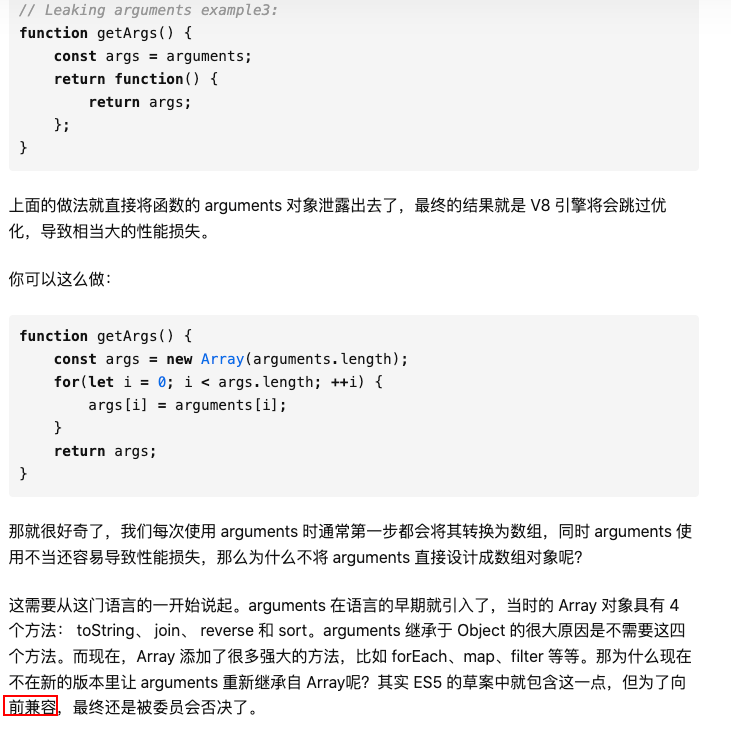 // Leaking arguments example3:
function getArgs() {
    const args = arguments;
    return function() {
        return args;
    };
}
上面的做法就直接将函数的 arguments 对象泄露出去了，最终的结果就是 V8 引擎将会跳过优
化，导致相当大的性能损失。
你可以这么做：
function getArgs() {
    const args = new Array(arguments.length);
    for(let i = 0; i < args.length; ++i) {
        args[i] = arguments[i];
    }
    return args;
}
那就很好奇了，我们每次使用 arguments 时通常第一步都会将其转换为数组，同时 arguments 使
用不当还容易导致性能损失，那么为什么不将 arguments 直接设计成数组对象呢？
这需要从这门语言的一开始说起。arguments 在语言的早期就引入了，当时的 Array 对象具有 4
个方法： toString、 join、 reverse 和 sort。arguments 继承于 Object 的很大原因是不需要这四
个方法。而现在，Array 添加了很多强大的方法，比如 forEach、map、filter 等等。那为什么现在
不在新的版本里让 arguments 重新继承自 Array呢？其实 ES5 的草案中就包含这一点，但为了向
前兼容，最终还是被委员会否决了。